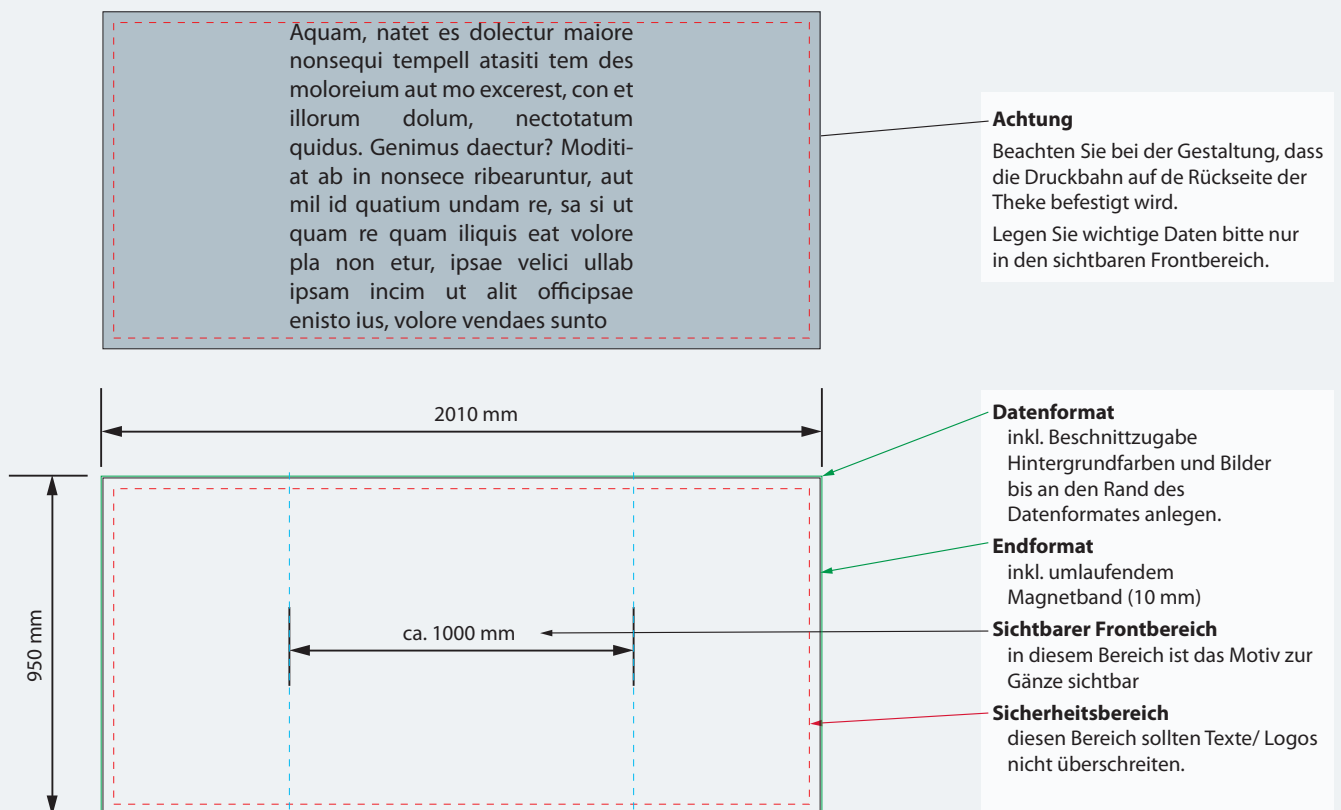 Aquam, natet es dolectur maiore
nonsequi tempell atasiti tem des
moloreium aut mo excerest, con et
illorum dolum, nectotatum
quidus. Genimus daectur? Moditi-
at ab in nonsece ribearuntur, aut
mil id quatium undam re, sa si ut
quam re quam iliquis eat volore
pla non etur, ipsae velici ullab
ipsam incim ut alit officipsae
enisto ius, volore vendaes sunto
Achtung
Beachten Sie bei der Gestaltung, dass
die Druckbahn auf de Rückseite der
Theke befestigt wird.
Legen Sie wichtige Daten bitte nur
in den sichtbaren Frontbereich.
2010 mm
950 mm
ca. 1000 mm
Datenformat
inkl. Beschnittzugabe
Hintergrundfarben und Bilder
bis an den Rand des
Datenformates anlegen.
Endformat
inkl. umlaufendem
Magnetband (10 mm)
Sichtbarer Frontbereich
in diesem Bereich ist das Motiv zur
Gänze sichtbar
Sicherheitsbereich
diesen Bereich sollten Texte/ Logos
nicht überschreiten.